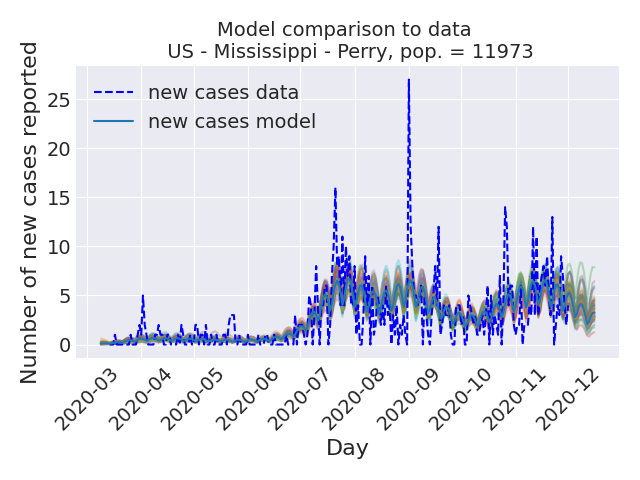 Model comparison to data
US - Mississippi - Perry, pop. = 11973
Number of new cases reported
new cases data
new cases model
25
20
15
10
5
0
2020-03
2020-04
2020-05
2020-06
2020-07
2020-08
2020-09
2020-10
2020-11
2020-12
Day